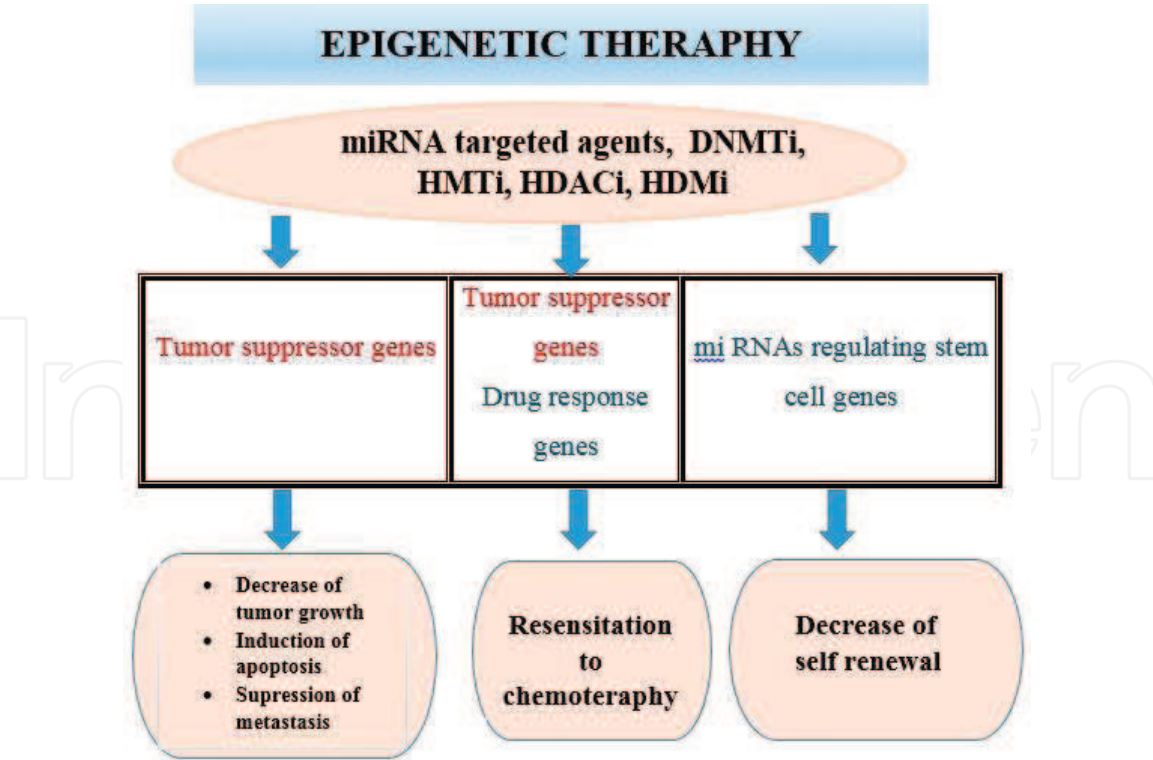 EPIGENETIC THERAPHY
miRNA targeted agents, DNMTi,
HMTi, HDACi, HDMi
Tumor suppressor genes
Tumor suppressor
genes
Drug response
genes
mi RNAs regulating stem
cell genes
• Decrease of
tumor growth
• Induction of
apoptosis
• Supression of
metastasis
Resensitation
to
chemoteraphy
Decrease of
self renewal